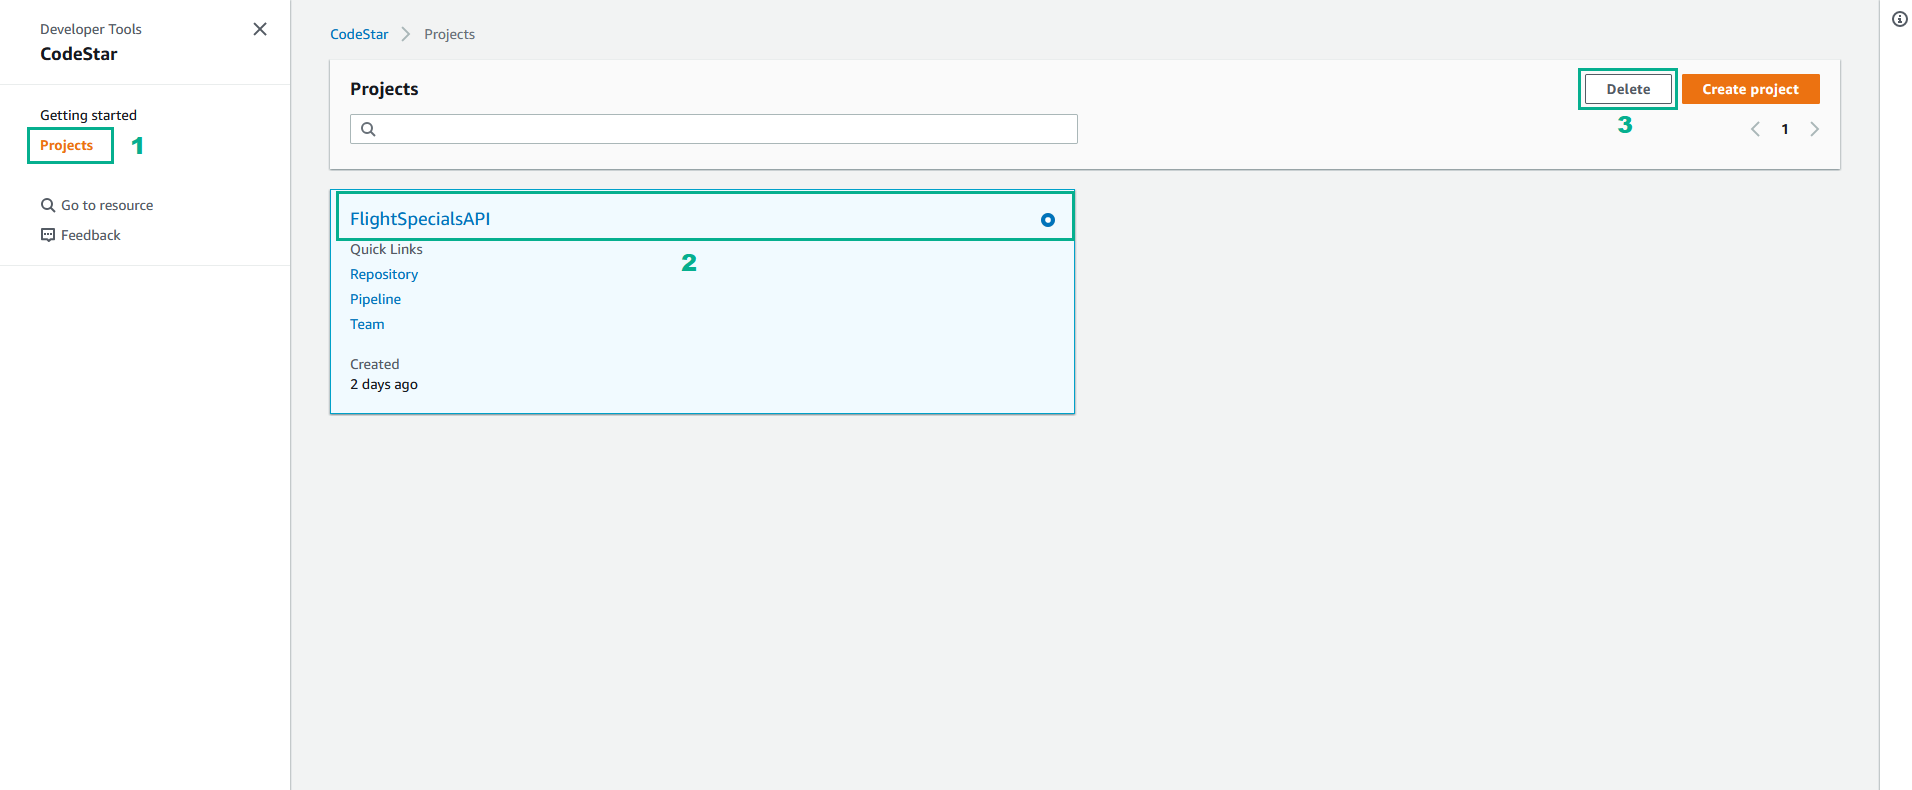 Developer Tools
CodeStar
Getting started
Projects 1
Go to resource
Feedback
CodeStar Projects
Projects
Delete Create project
3
1
FlightSpecialsAPI
Quick Links
2
Repository
Pipeline
Team
Created
2 days ago